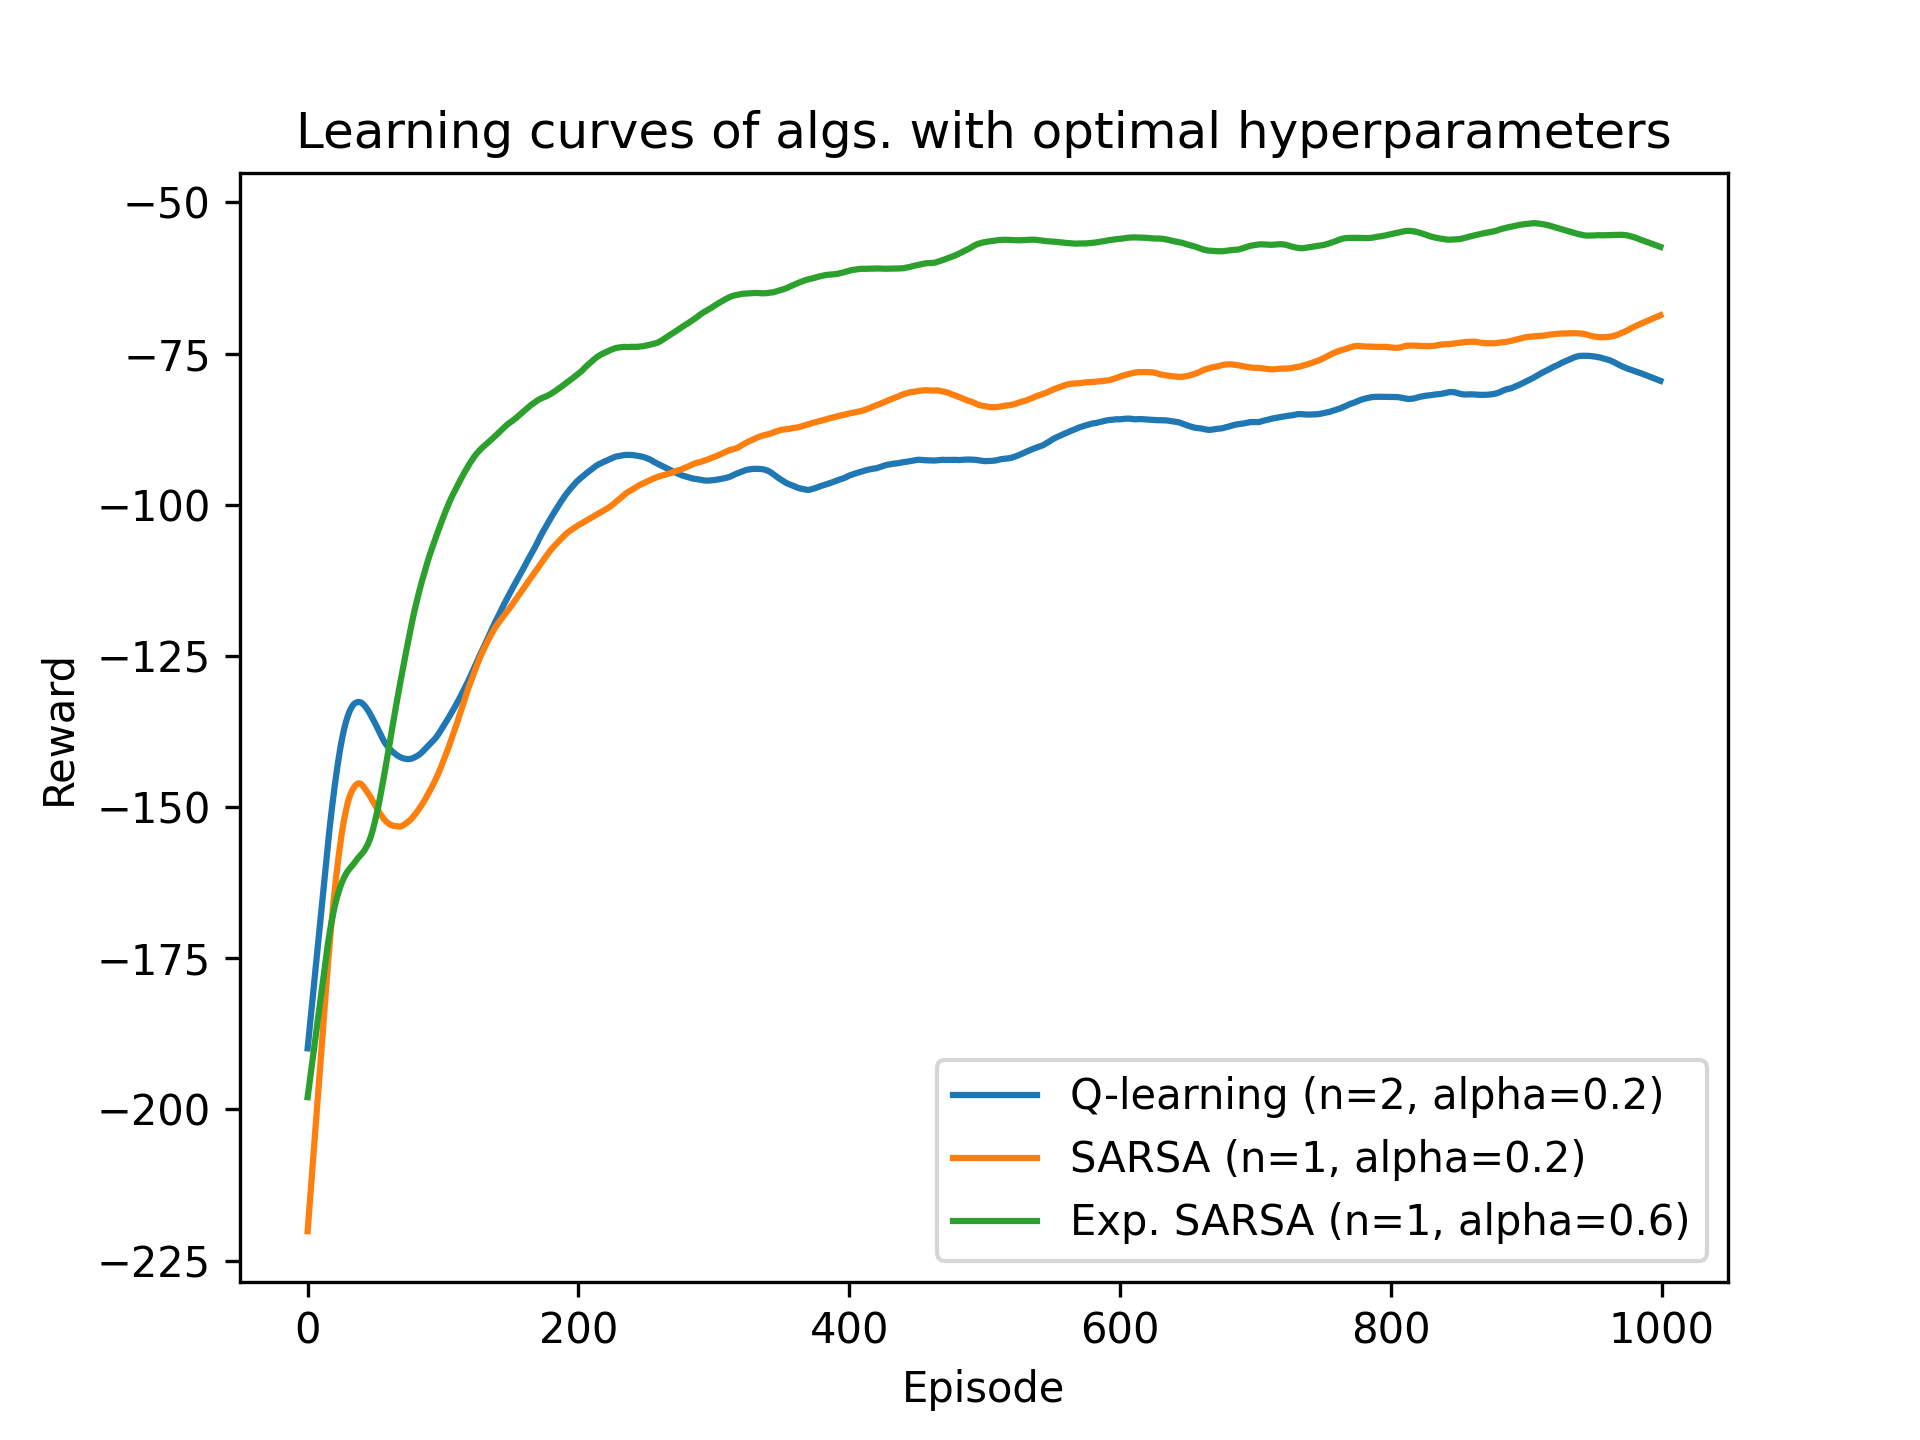 Learning curves of algs. with optimal hyperparameters
−50
−75
−100
−125
−150
−175
−200
−225
Reward
Q-learning (n=2, alpha=0.2)
SARSA (n=1, alpha=0.2)
Exp. SARSA (n=1, alpha=0.6)
0 200 400 600 800 1000
Episode